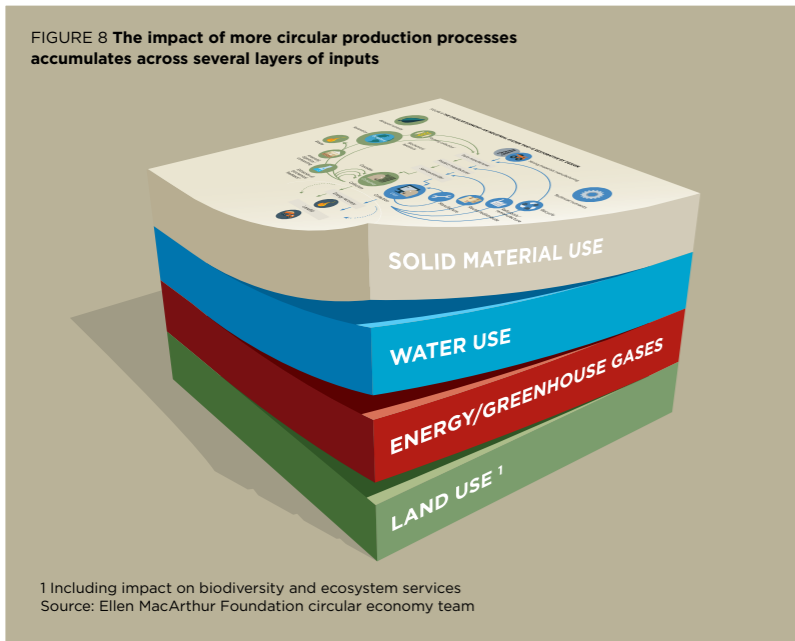 FIGURE 8 The impact of more circular production processes
accumulates across several layers of inputs
SOLID MATERIAL USE
WATER USE
ENERGY/GREENHOUSE GASES
LAND USE 1
1 Including impact on biodiversity and ecosystem services
Source: Ellen MacArthur Foundation circular economy team